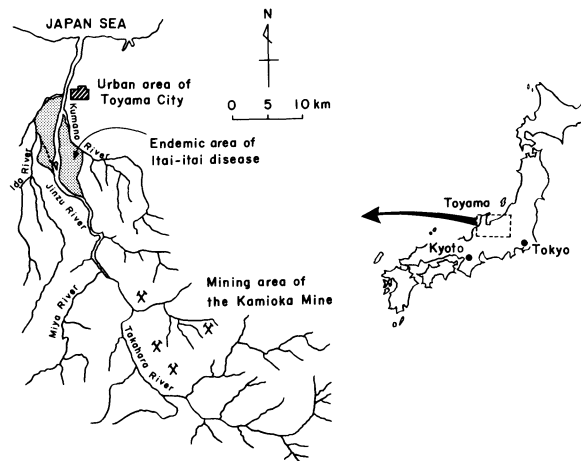 JAPAN SEA
N
Urban area of
Toyama City
0 5 10 km
Kumano River
Endemic area of
Itai-itai disease
Ida River
Jinzu River
Toyama
Kyoto
Tokyo
Mining area of
the Kamioka Mine
Miya River
Takahara River